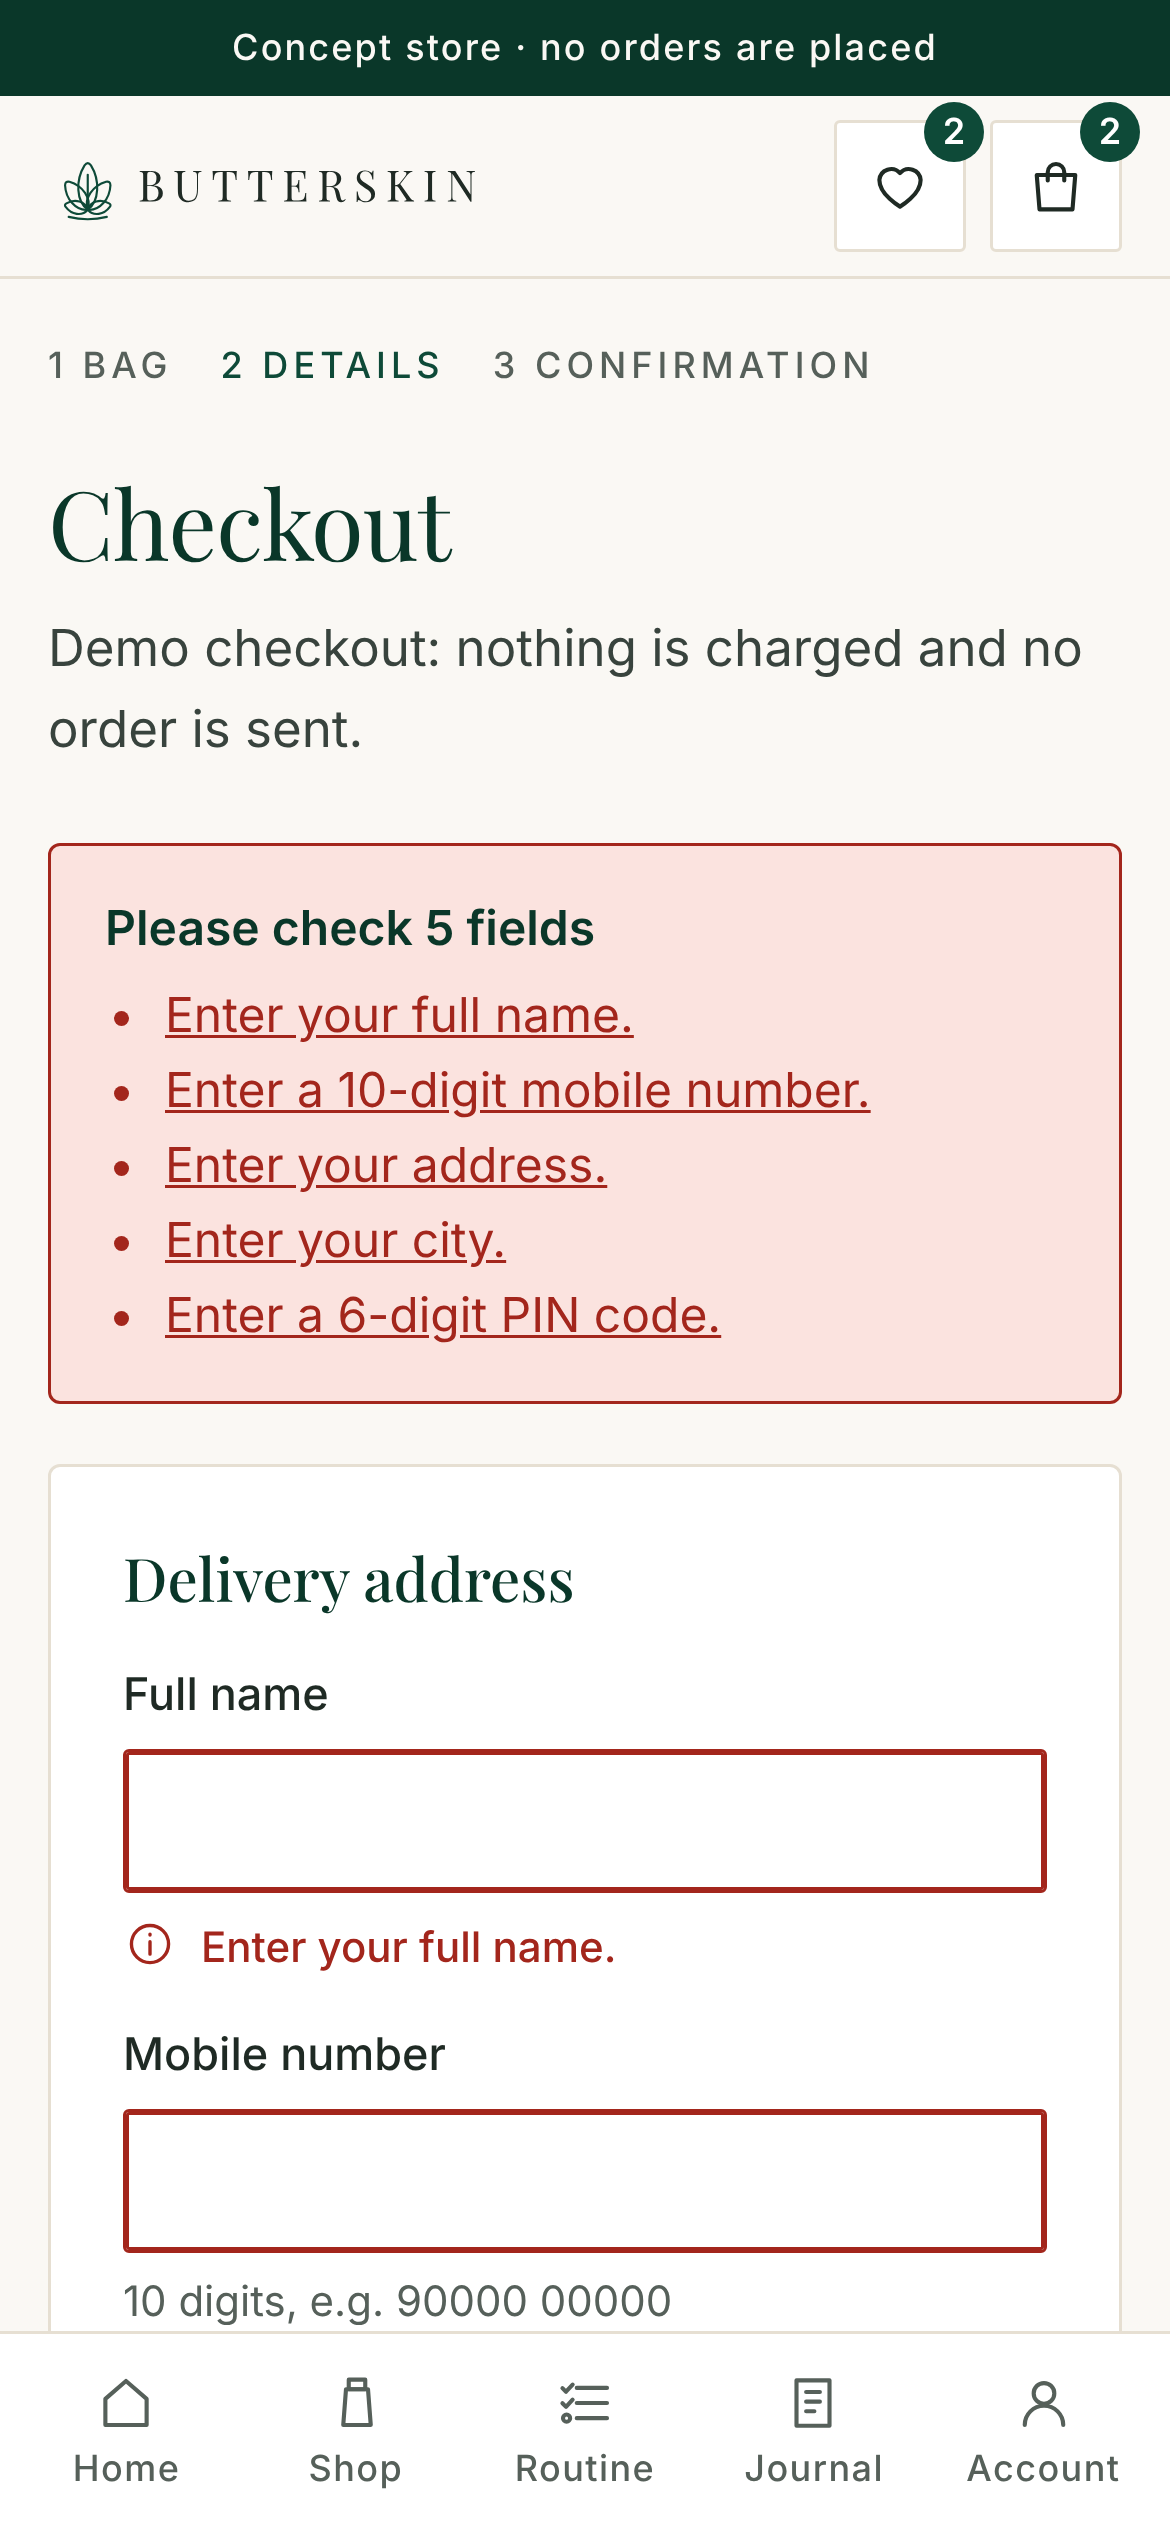 Concept store · no orders are placed
BUTTERSKIN
2
2
1 BAG 2 DETAILS 3 CONFIRMATION
Checkout
Demo checkout: nothing is charged and no
order is sent.
Please check 5 fields
• Enter your full name.
• Enter a 10-digit mobile number.
• Enter your address.
• Enter your city.
• Enter a 6-digit PIN code.
Delivery address
Full name
Enter your full name.
Mobile number
10 digits, e.g. 90000 00000
Home Shop Routine Journal Account